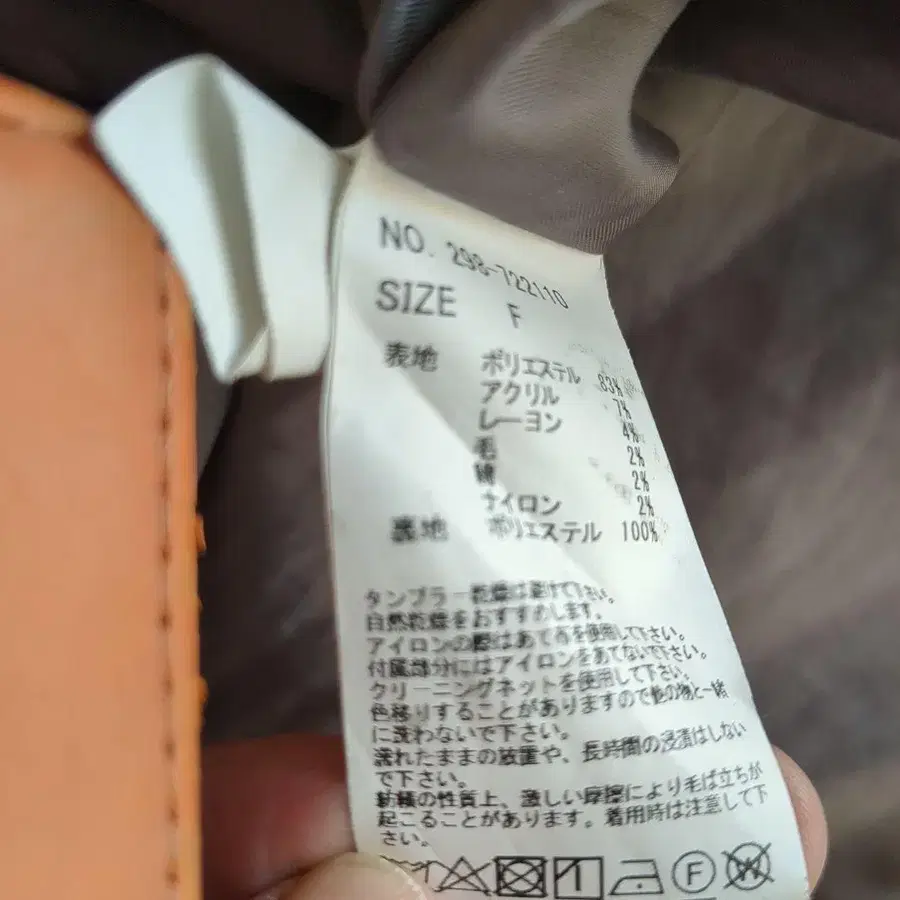 NO. 298-722110
SIZE F
表地 ポリエステル 83%
アクリル 7%
レーヨン 4%
毛 2%
綿 2%
ナイロン 2%
裏地 ポリエステル 100%
タンブラー乾燥は避けて下さい。
自然乾燥をおすすめします。
アイロンの際はあて布を使用して下さい。
付属部分にはアイロンをあてないで下さい。
クリーニングネットを使用して下さい。
色移りすることがありますので他の物と一緒
に洗わないで下さい。
濡れたままの放置や、長時間の浸漬はしない
で下さい。
紡績の性質上、激しい摩擦により毛ば立ちが
起こることがあります。着用時は注意して下
さい。
F W